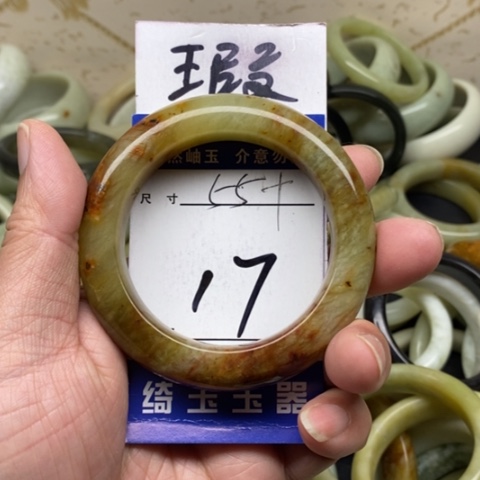 瑕
然岫玉 介意勿
尺寸 55+
17
绮玉玉器